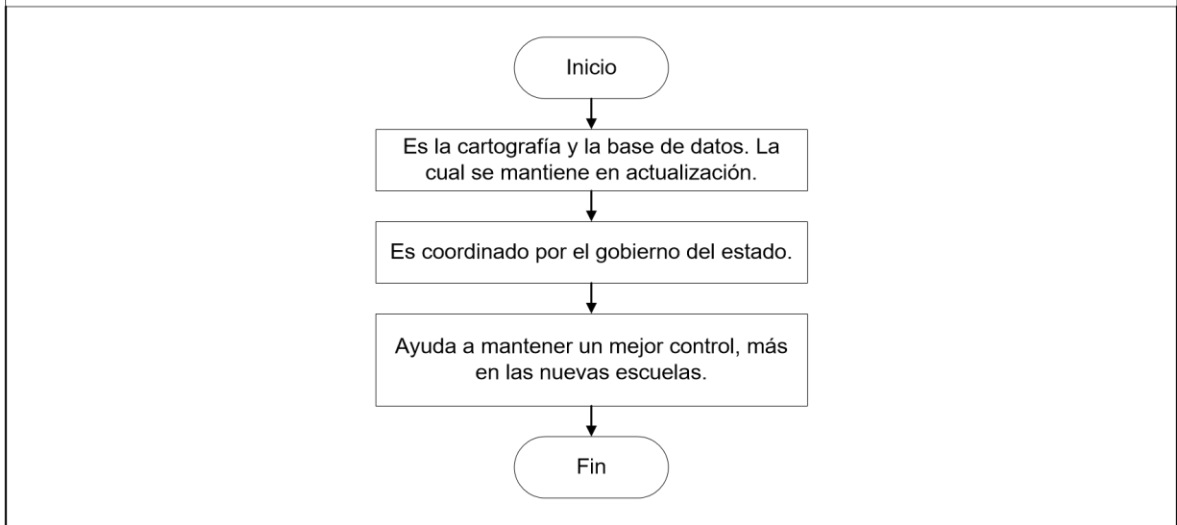 Inicio
Es la cartografía y la base de datos. La
cual se mantiene en actualización.
Es coordinado por el gobierno del estado.
Ayuda a mantener un mejor control, más
en las nuevas escuelas.
Fin